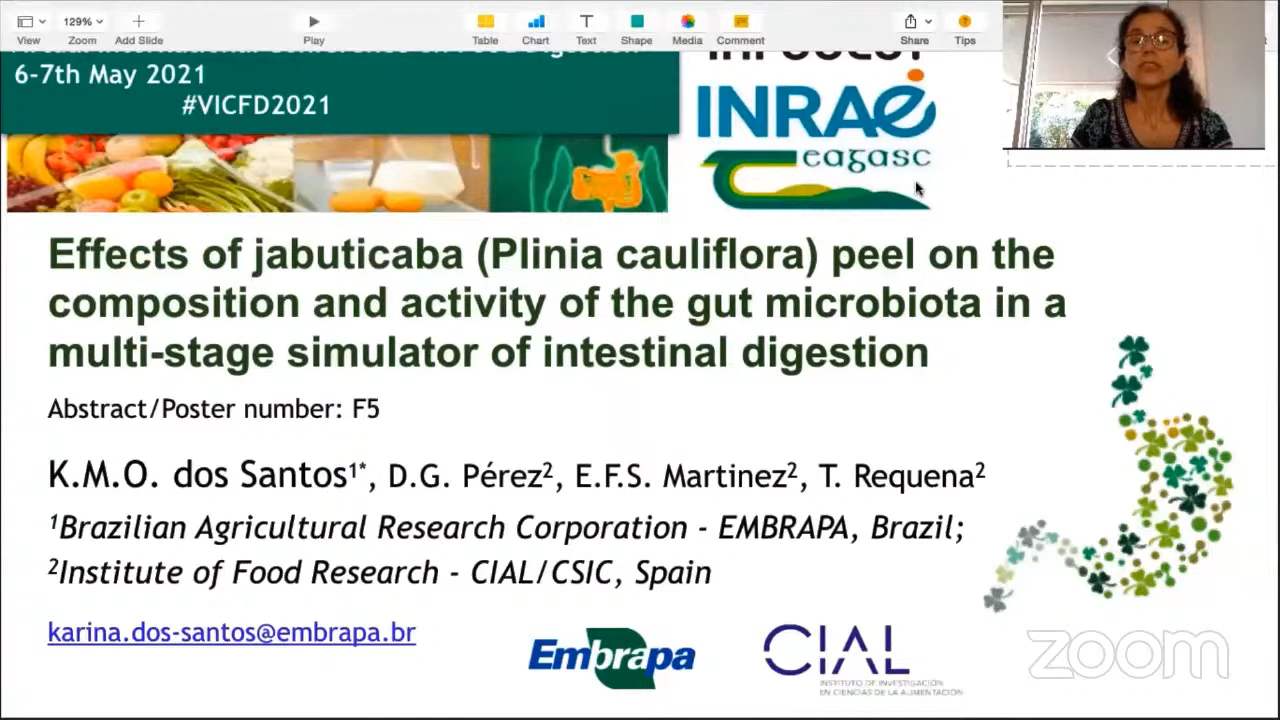 129%
View
Zoom
Add Slide
Play
Table
Chart
Text
Shape
Media
Comment
Share
Tips
6-7th May 2021
#VICFD2021
INRAE
eagasc
Effects of jabuticaba (Plinia cauliflora) peel on the
composition and activity of the gut microbiota in a
multi-stage simulator of intestinal digestion
Abstract/Poster number: F5
K.M.O. dos Santos¹*, D.G. Pérez², E.F.S. Martinez², T. Requena²
¹Brazilian Agricultural Research Corporation - EMBRAPA, Brazil;
²Institute of Food Research - CIAL/CSIC, Spain
karina.dos-santos@embrapa.br
Embrapa
CIAL
INSTITUTO DE INVESTIGACIÓN
EN CIENCIAS DE LA ALIMENTACIÓN
zoom